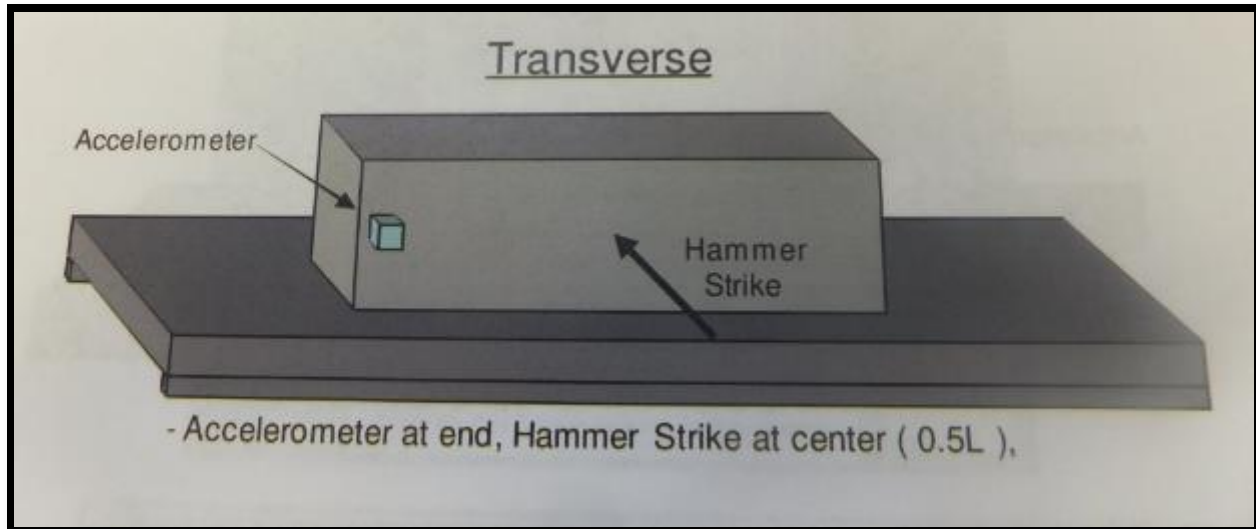 Transverse
Accelerometer
Hammer
Strike
- Accelerometer at end, Hammer Strike at center ( 0.5L ),